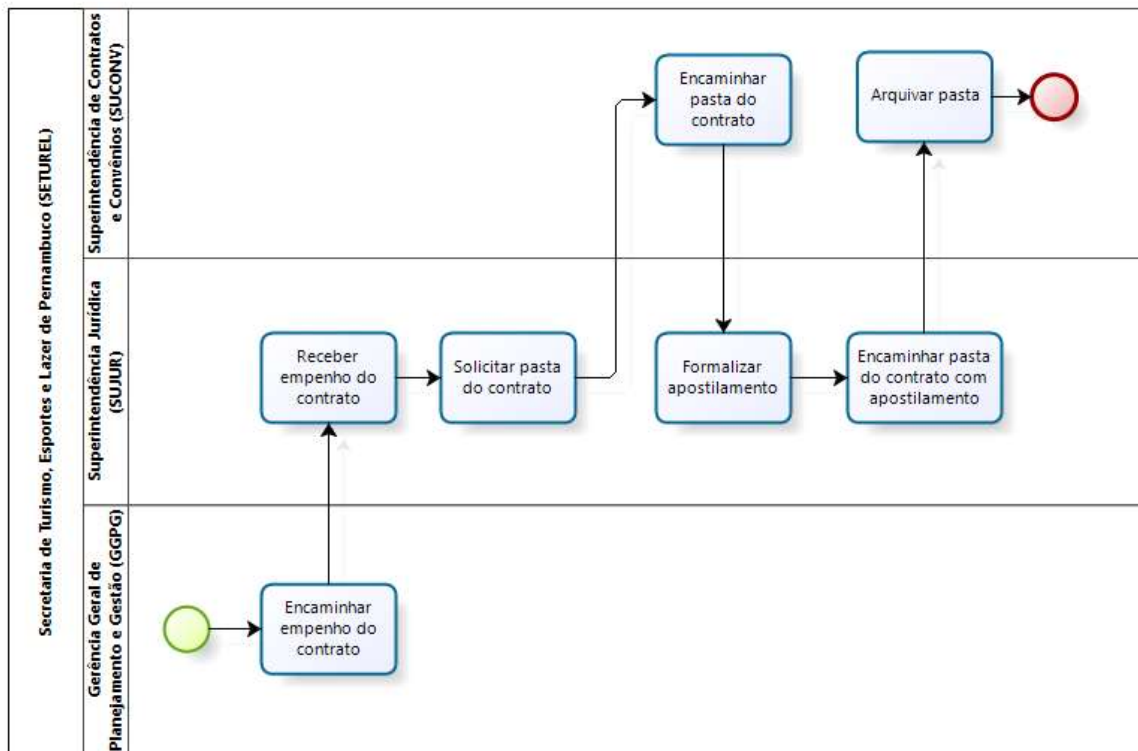 Secretaria de Turismo, Esportes e Lazer de Pernambuco (SETUREL)
Superintendência de Contratos
e Convênios (SUCONV)
Encaminhar
pasta do
contrato
Arquivar pasta
Superintendência Jurídica
(SUJUR)
Receber
empenho do
contrato
Solicitar pasta
do contrato
Formalizar
apostilamento
Encaminhar pasta
do contrato com
apostilamento
Gerência Geral de
Planejamento e Gestão (GGPG)
Encaminhar
empenho do
contrato